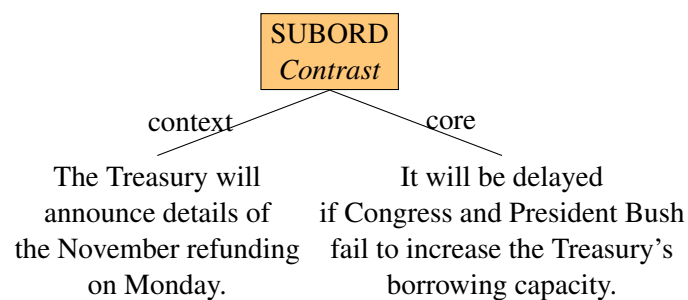 SUBORD
Contrast
context
core
The Treasury will
announce details of
the November refunding
on Monday.
It will be delayed
if Congress and President Bush
fail to increase the Treasury's
borrowing capacity.